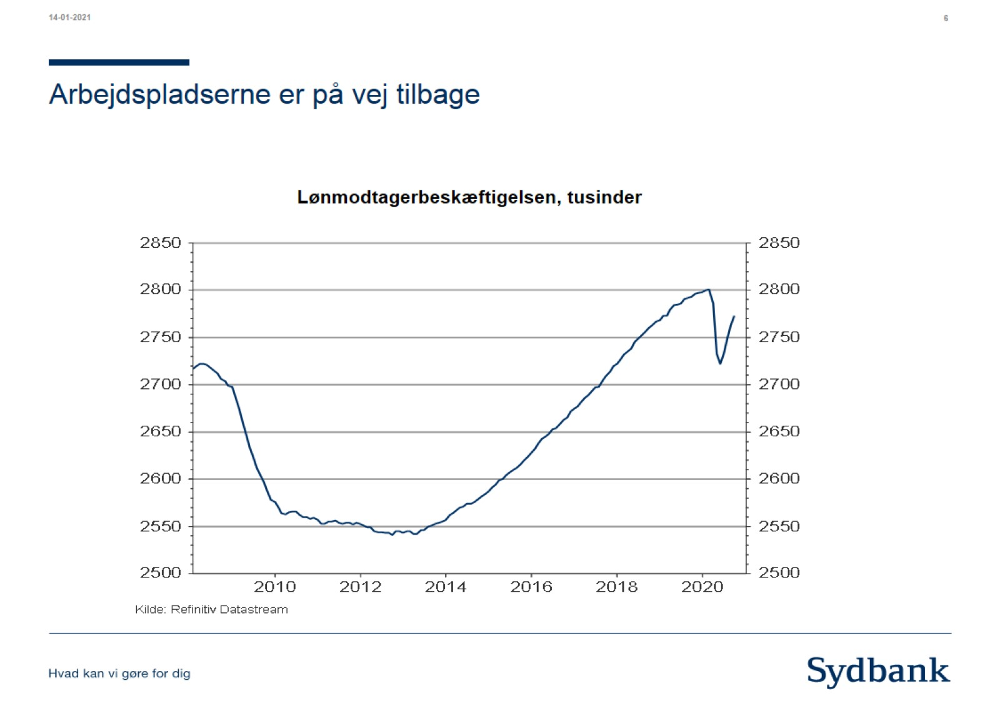 14-01-2021
6
Arbejdspladserne er på vej tilbage
Lønmodtagerbeskæftigelsen, tusinder
2850 2850
2800 2800
2750 2750
2700 2700
2650 2650
2600 2600
2550 2550
2500 2500
2010 2012 2014 2016 2018 2020
Kilde: Refinitiv Datastream
Hvad kan vi gøre for dig
Sydbank